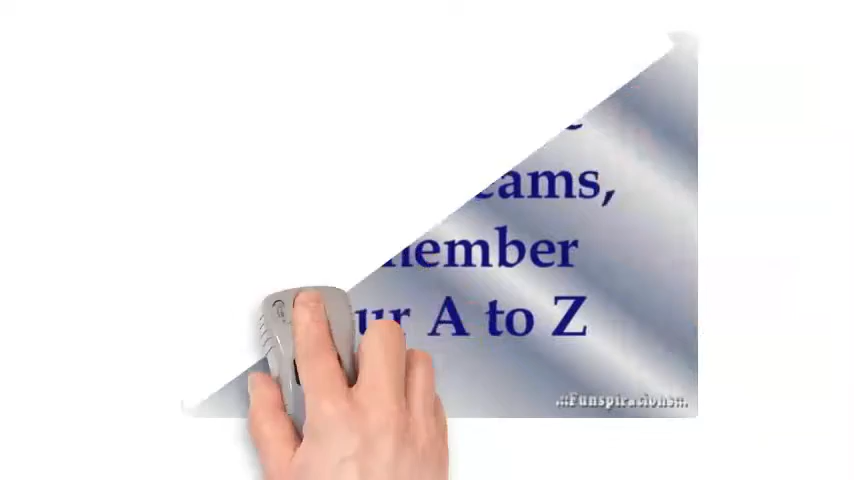 eams,
member
ur A to Z
.::Funspirations::.